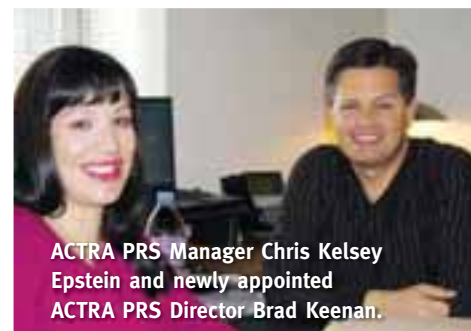 ACTRA PRS Manager Chris Kelsey
Epstein and newly appointed
ACTRA PRS Director Brad Keenan.